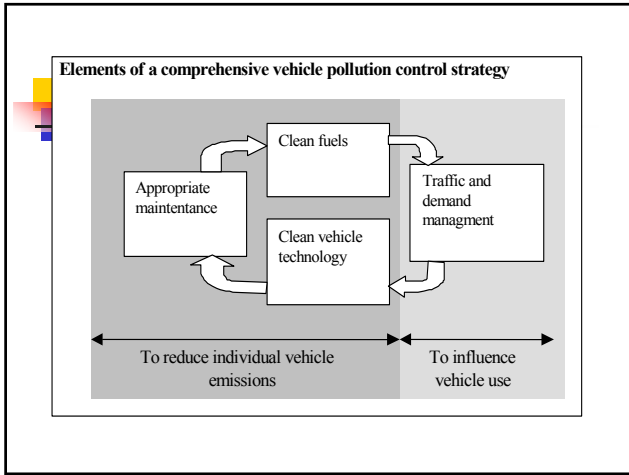 Elements of a comprehensive vehicle pollution control strategy
Clean fuels
Appropriate
maintentance
Traffic and
demand
managment
Clean vehicle
technology
To reduce individual vehicle
emissions
To influence
vehicle use